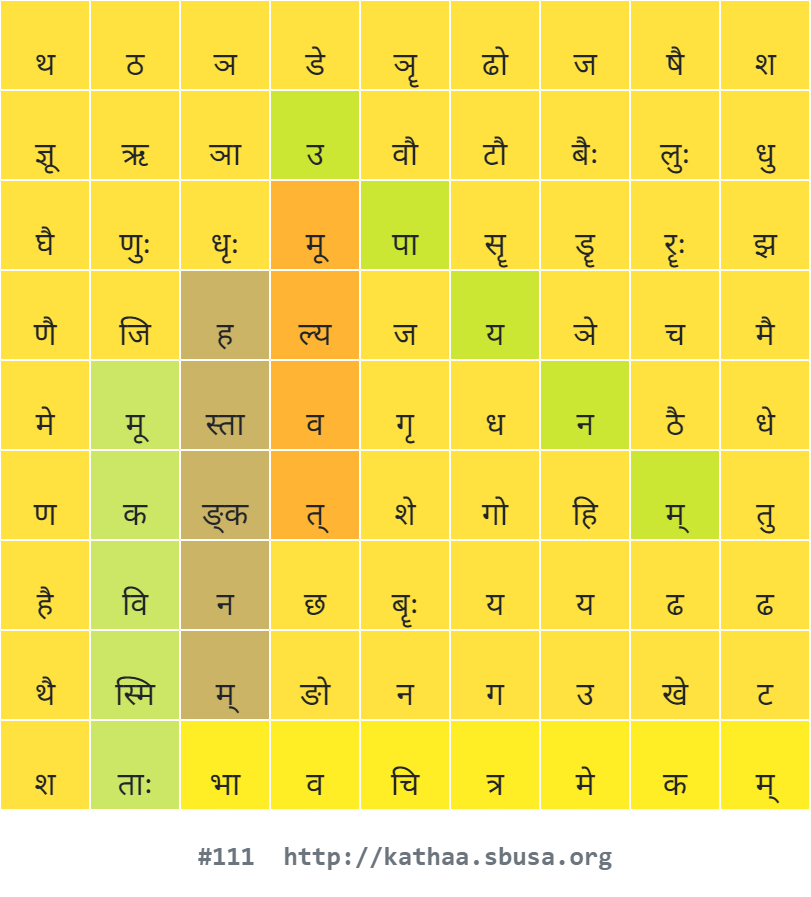 थ ठ ञ डे ञॄ ढो ज षै श
ज्ञू ऋ ञा उ वौ टौ बैः लुः धु
घै णुः धृः मू पा सॄ डॄ रॄः झ
णै जि ह ल्य ज य ञे च मै
मे मू स्ता व गृ ध न ठै धे
ण क ङ्क त् शे गो हि म् तु
है वि न छ बॄः य य ढ ढ
थै स्मि म् ङो न ग उ खे ट
श ताः भा व चि त्र मे क म्
#111 http://kathaa.sbusa.org